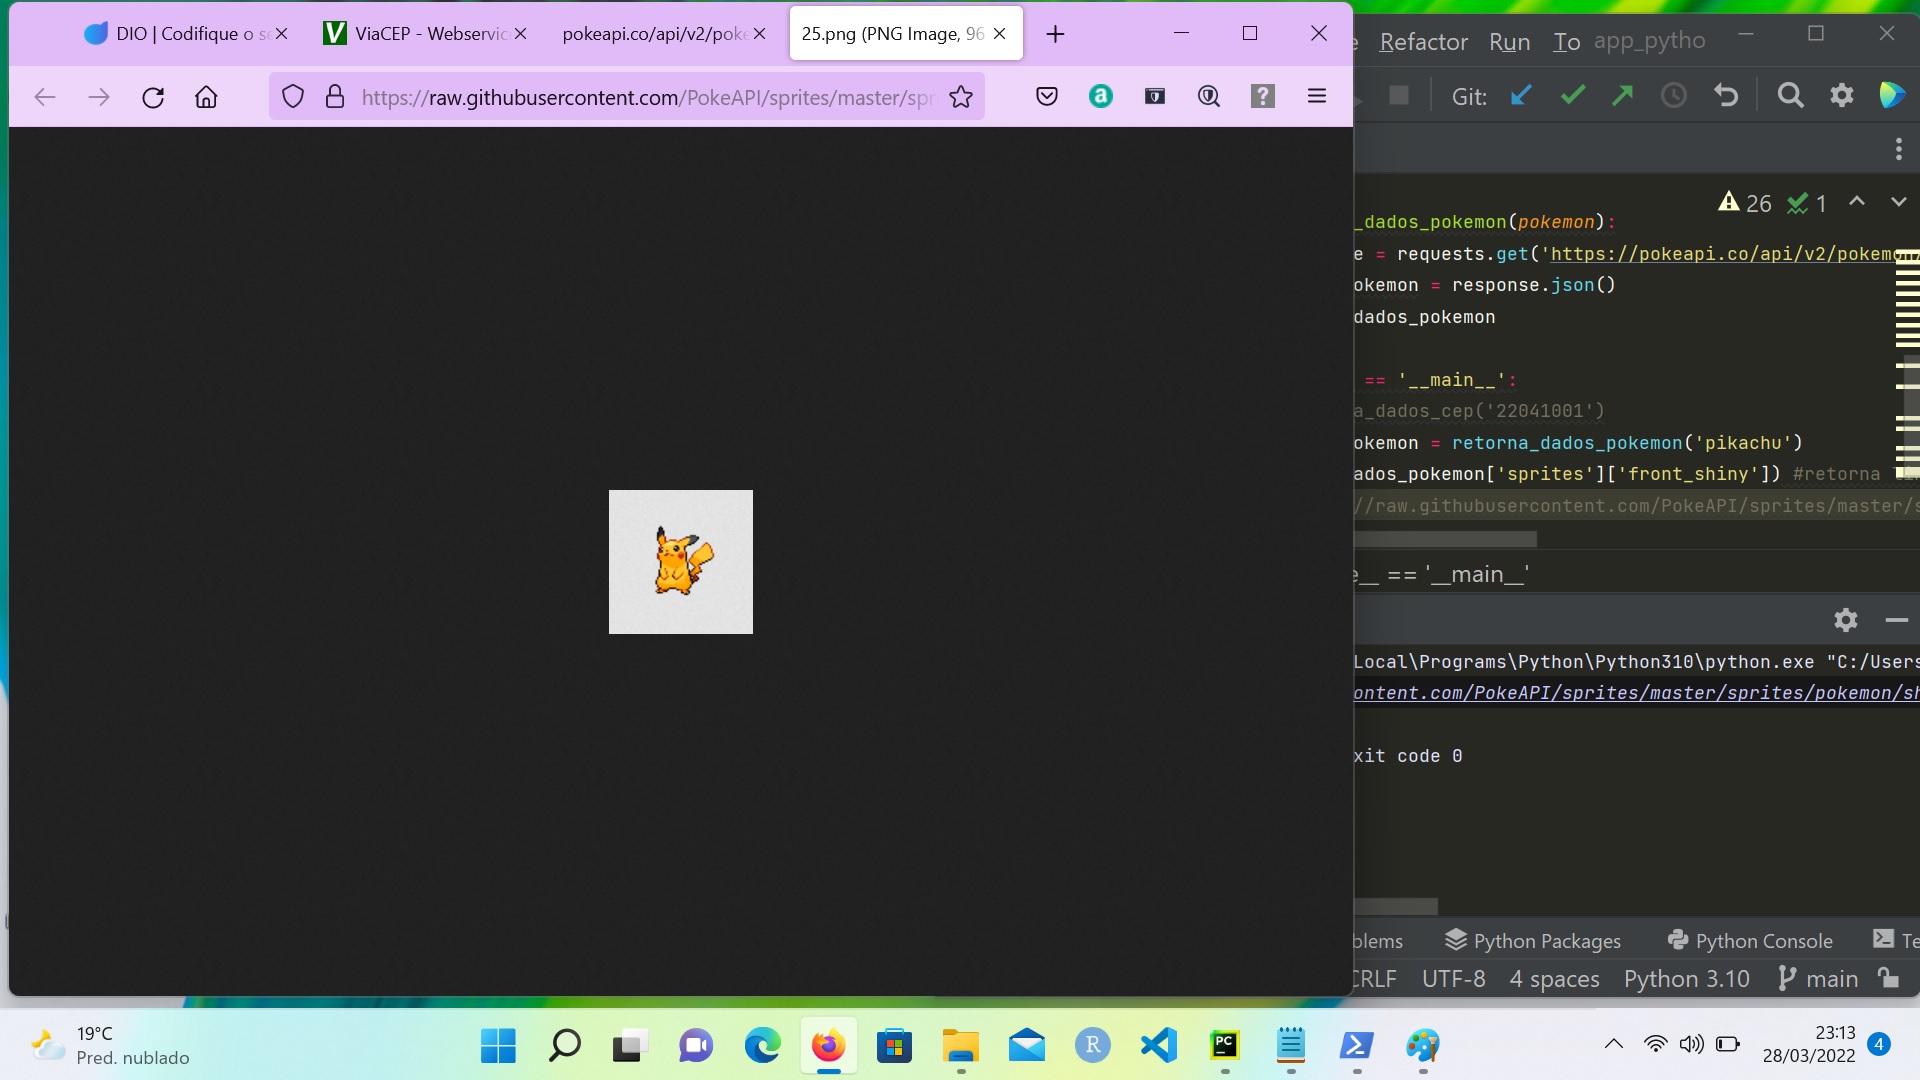 DIO | Codifique o se
ViaCEP - Webservic
pokeapi.co/api/v2/poke
25.png (PNG Image, 96
https://raw.githubusercontent.com/PokeAPI/sprites/master/spr
Refactor Run To app_pytho
Git:
26 1
_dados_pokemon(pokemon):
e = requests.get('https://pokeapi.co/api/v2/pokemon/
okemon = response.json()
dados_pokemon
== '__main__':
a_dados_cep('22041001')
okemon = retorna_dados_pokemon('pikachu')
ados_pokemon['sprites']['front_shiny']) #retorna
//raw.githubusercontent.com/PokeAPI/sprites/master/s
e__ == '__main__'
Local\Programs\Python\Python310\python.exe "C:/Users
ontent.com/PokeAPI/sprites/master/sprites/pokemon/sh
xit code 0
blems Python Packages Python Console Te
CRLF UTF-8 4 spaces Python 3.10 main
19°C
Pred. nublado
R
PC
23:13
28/03/2022
4